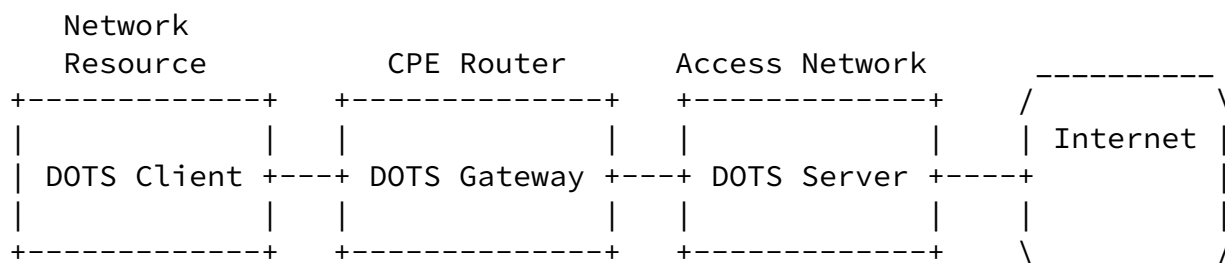 Network
Resource CPE Router Access Network
Internet
DOTS Client DOTS Gateway DOTS Server